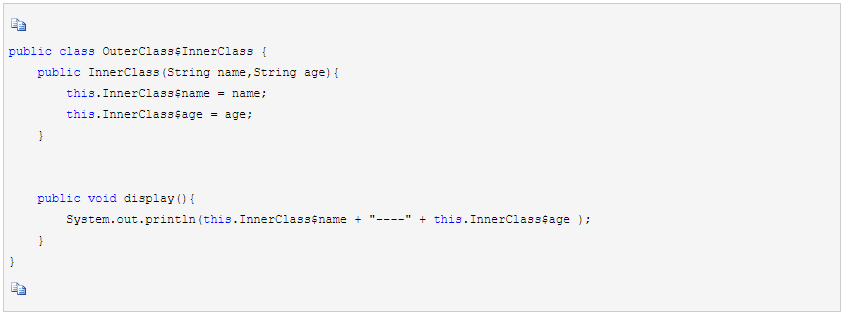 public class OuterClass$InnerClass {
    public InnerClass(String name,String age){
        this.InnerClass$name = name;
        this.InnerClass$age = age;
    }
    public void display(){
        System.out.println(this.InnerClass$name + "----" + this.InnerClass$age );
    }
}